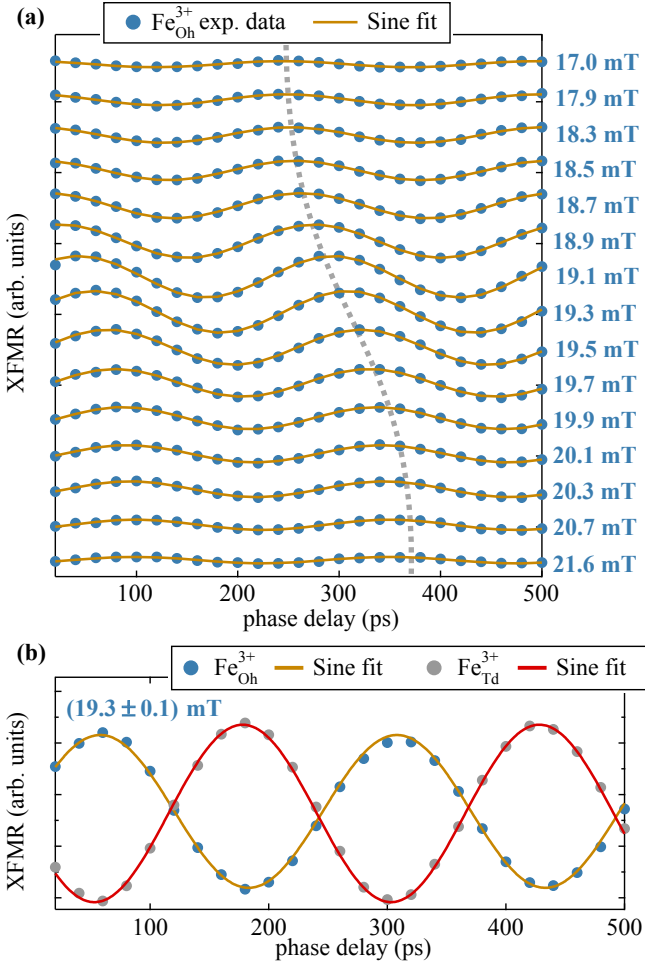 (a)
Fe³⁺Oh exp. data
Sine fit
17.0 mT
17.9 mT
18.3 mT
18.5 mT
18.7 mT
18.9 mT
19.1 mT
19.3 mT
19.5 mT
19.7 mT
19.9 mT
20.1 mT
20.3 mT
20.7 mT
21.6 mT
XFMR (arb. units)
100 200 300 400 500
phase delay (ps)
(b)
Fe³⁺Oh Sine fit Fe³⁺Td Sine fit
(19.3 ± 0.1) mT
XFMR (arb. units)
100 200 300 400 500
phase delay (ps)